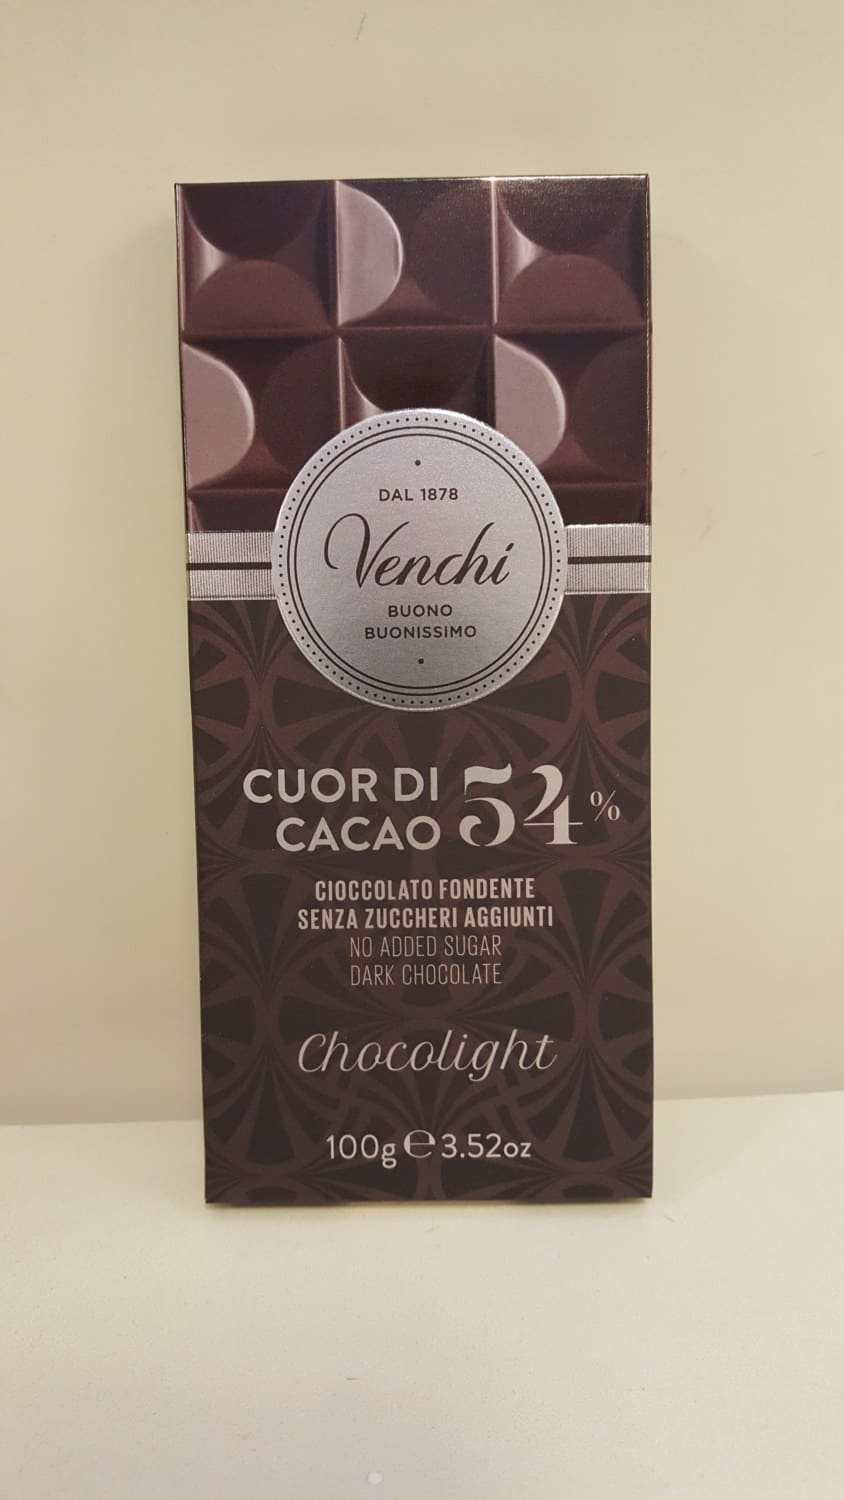 DAL 1878
Venchi
BUONO
BUONISSIMO
CUOR DI
CACAO 54%
CIOCCOLATO FONDENTE
SENZA ZUCCHERI AGGIUNTI
NO ADDED SUGAR
DARK CHOCOLATE
Chocolight
100g ℮ 3.52oz